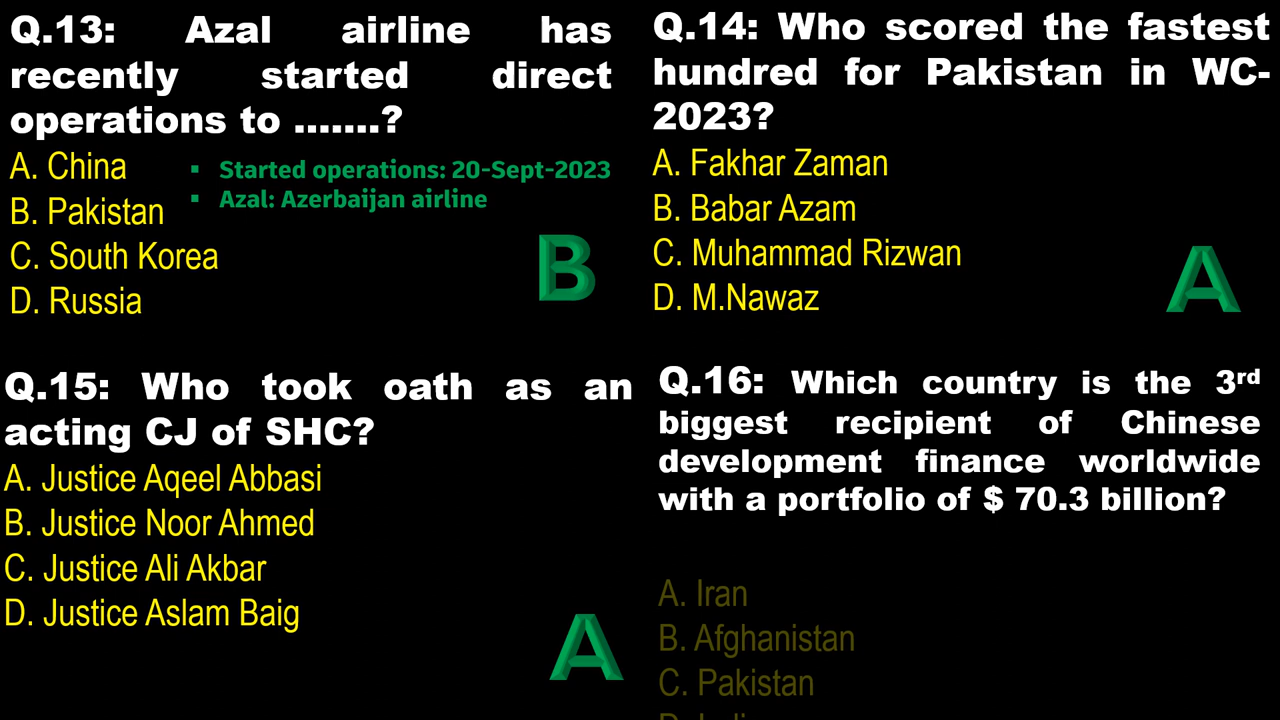 Q.13: Azal airline has
recently started direct
operations to .......?
A. China
▪ Started operations: 20-Sept-2023
▪ Azal: Azerbaijan airline
B. Pakistan
C. South Korea
D. Russia
B
Q.14: Who scored the fastest
hundred for Pakistan in WC-
2023?
A. Fakhar Zaman
B. Babar Azam
C. Muhammad Rizwan
D. M.Nawaz
A
Q.15: Who took oath as an
acting CJ of SHC?
A. Justice Aqeel Abbasi
B. Justice Noor Ahmed
C. Justice Ali Akbar
D. Justice Aslam Baig
A
Q.16: Which country is the 3rd
biggest recipient of Chinese
development finance worldwide
with a portfolio of $ 70.3 billion?
A. Iran
B. Afghanistan
C. Pakistan